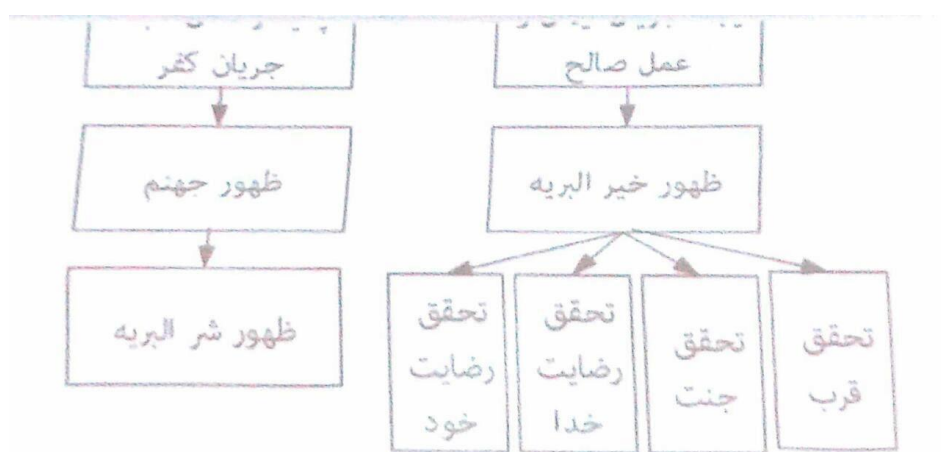 عمل صالح
جریان کفر
ظهور خیر البریه
ظهور جهنم
تحقق
قرب
تحقق
جنت
تحقق
رضایت
خدا
تحقق
رضایت
خود
ظهور شر البریه